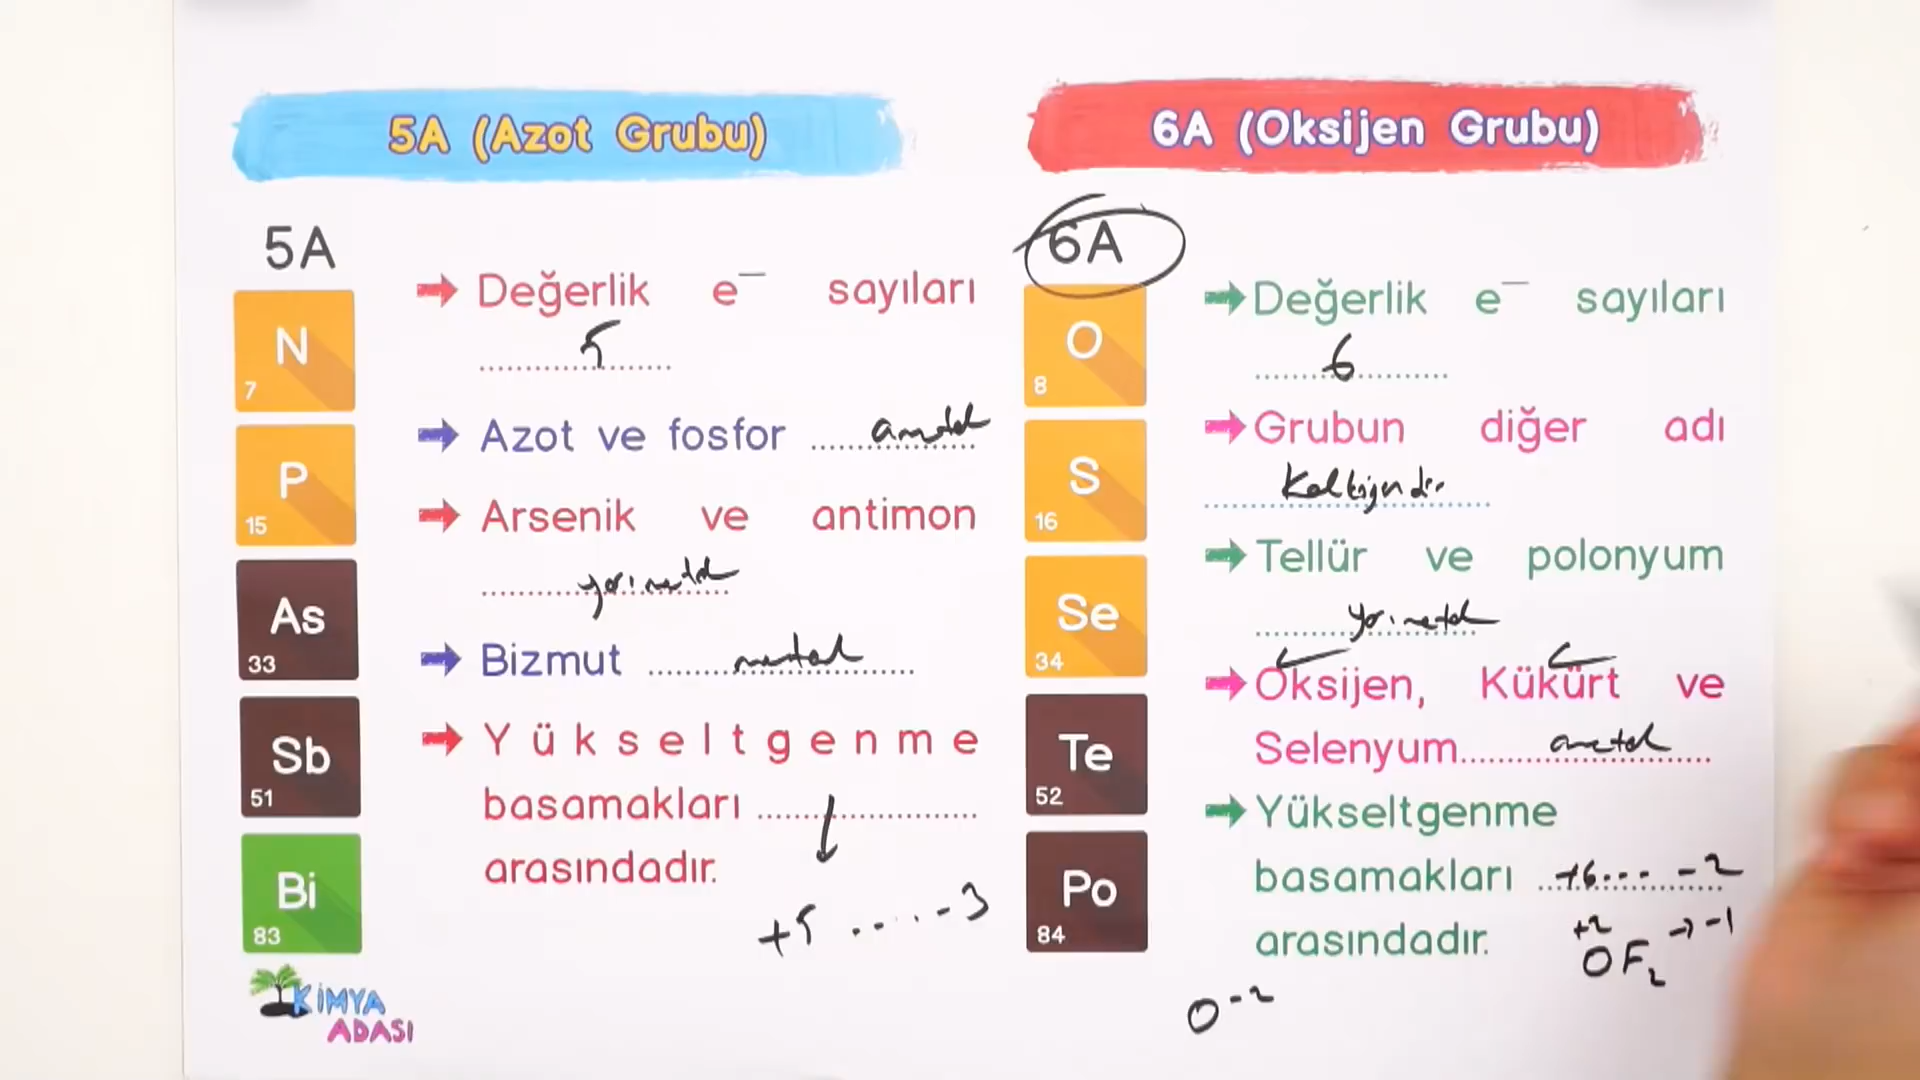 5A (Azot Grubu)
5A
N
7
P
15
As
33
Sb
51
Bi
83
➡ Değerlik e⁻ sayıları
5
➡ Azot ve fosfor ........ ametal
➡ Arsenik ve antimon
yarımetal
➡ Bizmut ........ metal
➡ Yükseltgenme
basamakları ........
arasındadır.
+5 .....-3
KİMYA
ADASI
6A (Oksijen Grubu)
6A
O
8
S
16
Se
34
Te
52
Po
84
➡ Değerlik e⁻ sayıları
6
➡ Grubun diğer adı
Kalkojendir
➡ Tellür ve polonyum
yarımetal
➡ Oksijen, Kükürt ve
Selenyum........ ametal
➡ Yükseltgenme
basamakları +6... -2
arasındadır.
+2
OF₂ → -1
O⁻²